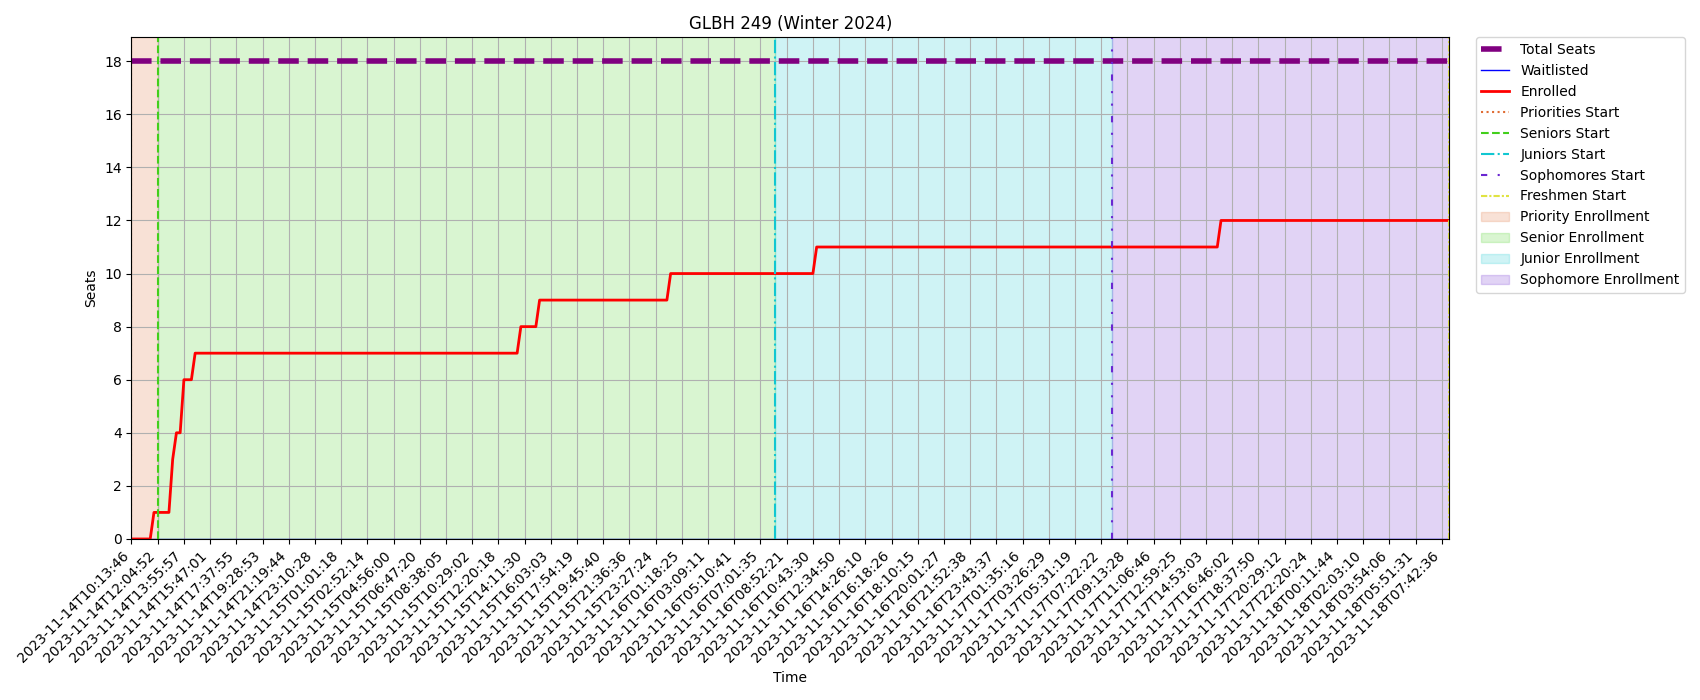 GLBH 249 (Winter 2024)
Seats
18
16
14
12
10
8
6
4
2
0
2023-11-14T10:13:46
2023-11-14T12:04:52
2023-11-14T13:55:57
2023-11-14T15:47:01
2023-11-14T17:37:55
2023-11-14T19:28:53
2023-11-14T21:19:44
2023-11-14T23:10:28
2023-11-15T01:01:18
2023-11-15T02:52:14
2023-11-15T04:56:00
2023-11-15T06:47:20
2023-11-15T08:38:05
2023-11-15T10:29:02
2023-11-15T12:20:18
2023-11-15T14:11:30
2023-11-15T16:03:03
2023-11-15T17:54:19
2023-11-15T19:45:40
2023-11-15T21:36:36
2023-11-15T23:27:24
2023-11-16T01:18:25
2023-11-16T03:09:11
2023-11-16T05:10:41
2023-11-16T07:01:35
2023-11-16T08:52:21
2023-11-16T10:43:30
2023-11-16T12:34:50
2023-11-16T14:26:10
2023-11-16T16:18:26
2023-11-16T18:10:15
2023-11-16T20:01:27
2023-11-16T21:52:38
2023-11-16T23:43:37
2023-11-17T01:35:16
2023-11-17T03:26:29
2023-11-17T05:31:19
2023-11-17T07:22:22
2023-11-17T09:13:28
2023-11-17T11:06:46
2023-11-17T12:59:25
2023-11-17T14:53:03
2023-11-17T16:46:02
2023-11-17T18:37:50
2023-11-17T20:29:12
2023-11-17T22:20:24
2023-11-18T00:11:44
2023-11-18T02:03:10
2023-11-18T03:54:06
2023-11-18T05:51:31
2023-11-18T07:42:36
Time
Total Seats
Waitlisted
Enrolled
Priorities Start
Seniors Start
Juniors Start
Sophomores Start
Freshmen Start
Priority Enrollment
Senior Enrollment
Junior Enrollment
Sophomore Enrollment